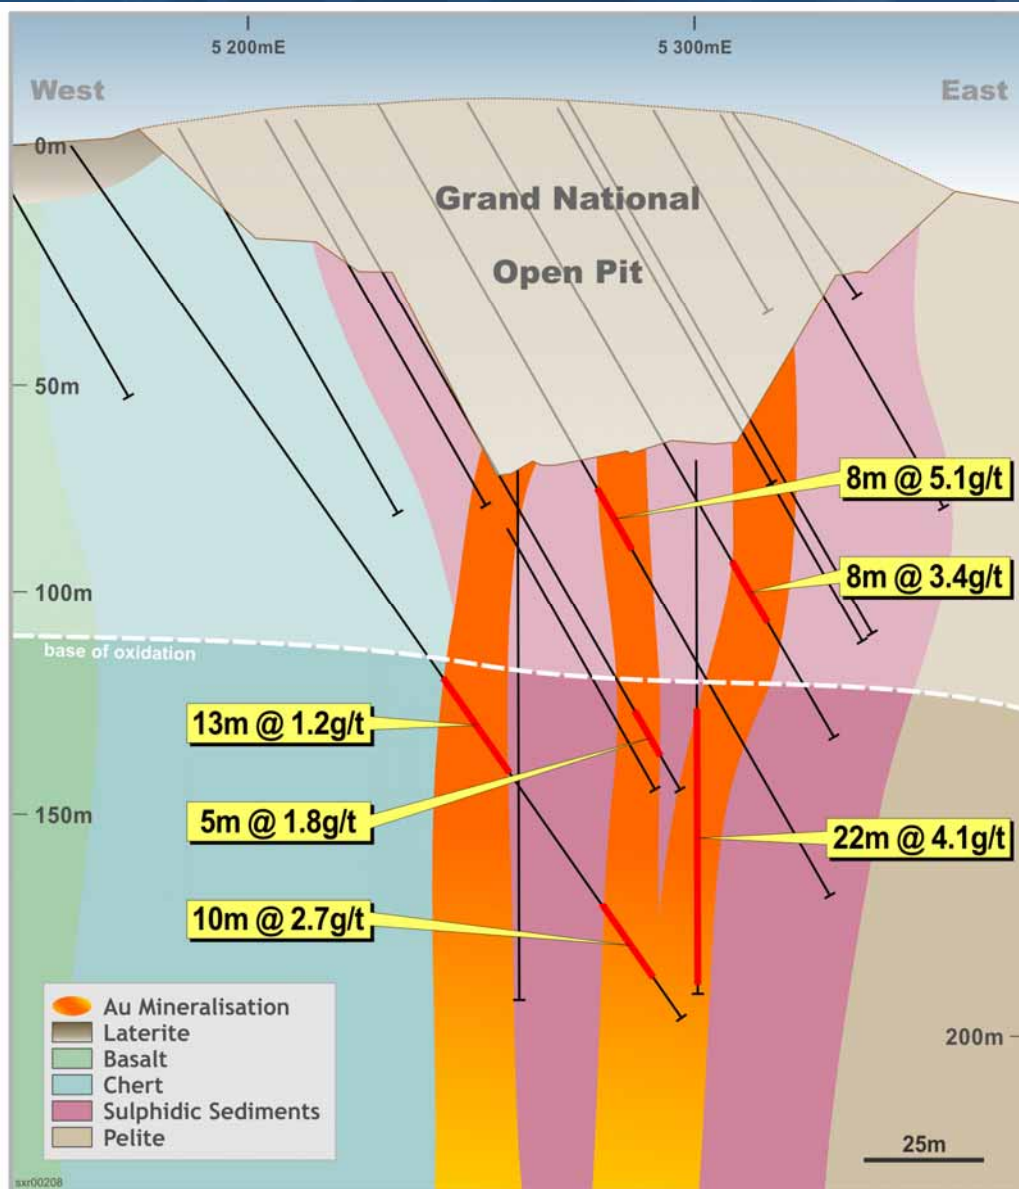 5 200mE
5 300mE
West
East
0m
Grand National
Open Pit
50m
8m @ 5.1g/t
8m @ 3.4g/t
100m
base of oxidation
13m @ 1.2g/t
5m @ 1.8g/t
150m
22m @ 4.1g/t
10m @ 2.7g/t
Au Mineralisation
Laterite
Basalt
Chert
Sulphidic Sediments
Pelite
200m
25m
sxr00208